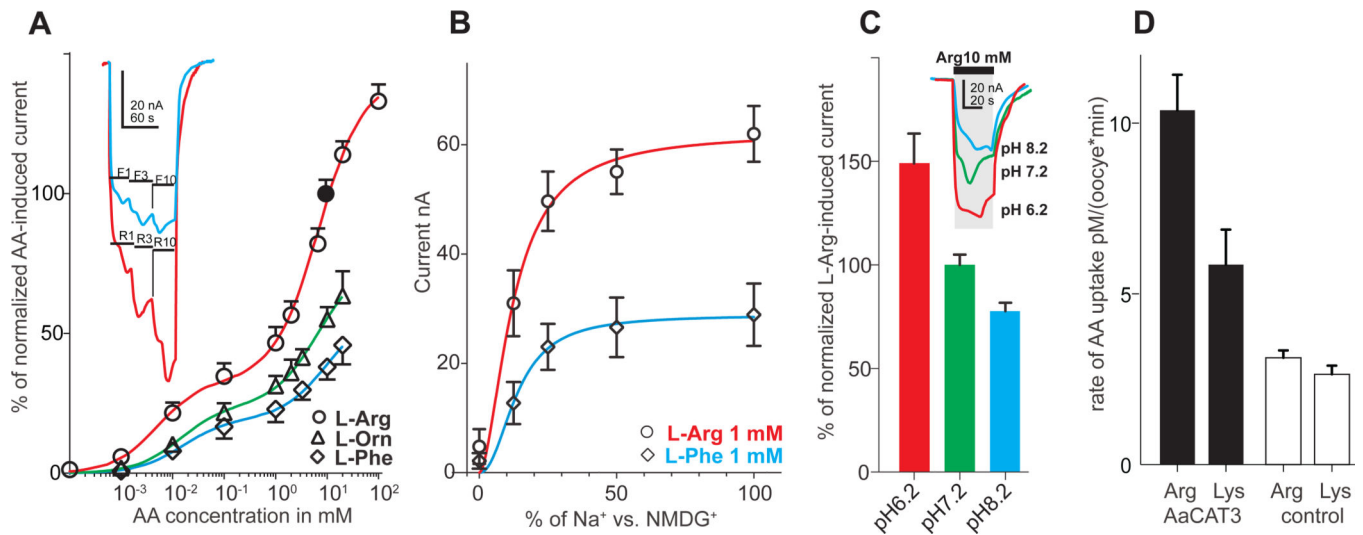 A
% of normalized AA-induced current
100
50
0
20 nA
60 s
F1 F3 F10
R1 R3 R10
L-Arg
L-Orn
L-Phe
10⁻³ 10⁻² 10⁻¹ 10⁰ 10¹ 10²
AA concentration in mM
B
Current nA
60
40
20
0
L-Arg 1 mM
L-Phe 1 mM
0 50 100
% of Na⁺ vs. NMDG⁺
C
% of normalized L-Arg-induced current
150
100
50
0
Arg10 mM
20 nA
20 s
pH 8.2
pH 7.2
pH 6.2
pH6.2 pH7.2 pH8.2
D
rate of AA uptake pM/(oocye*min)
10
5
0
Arg Lys Arg Lys
AaCAT3 control